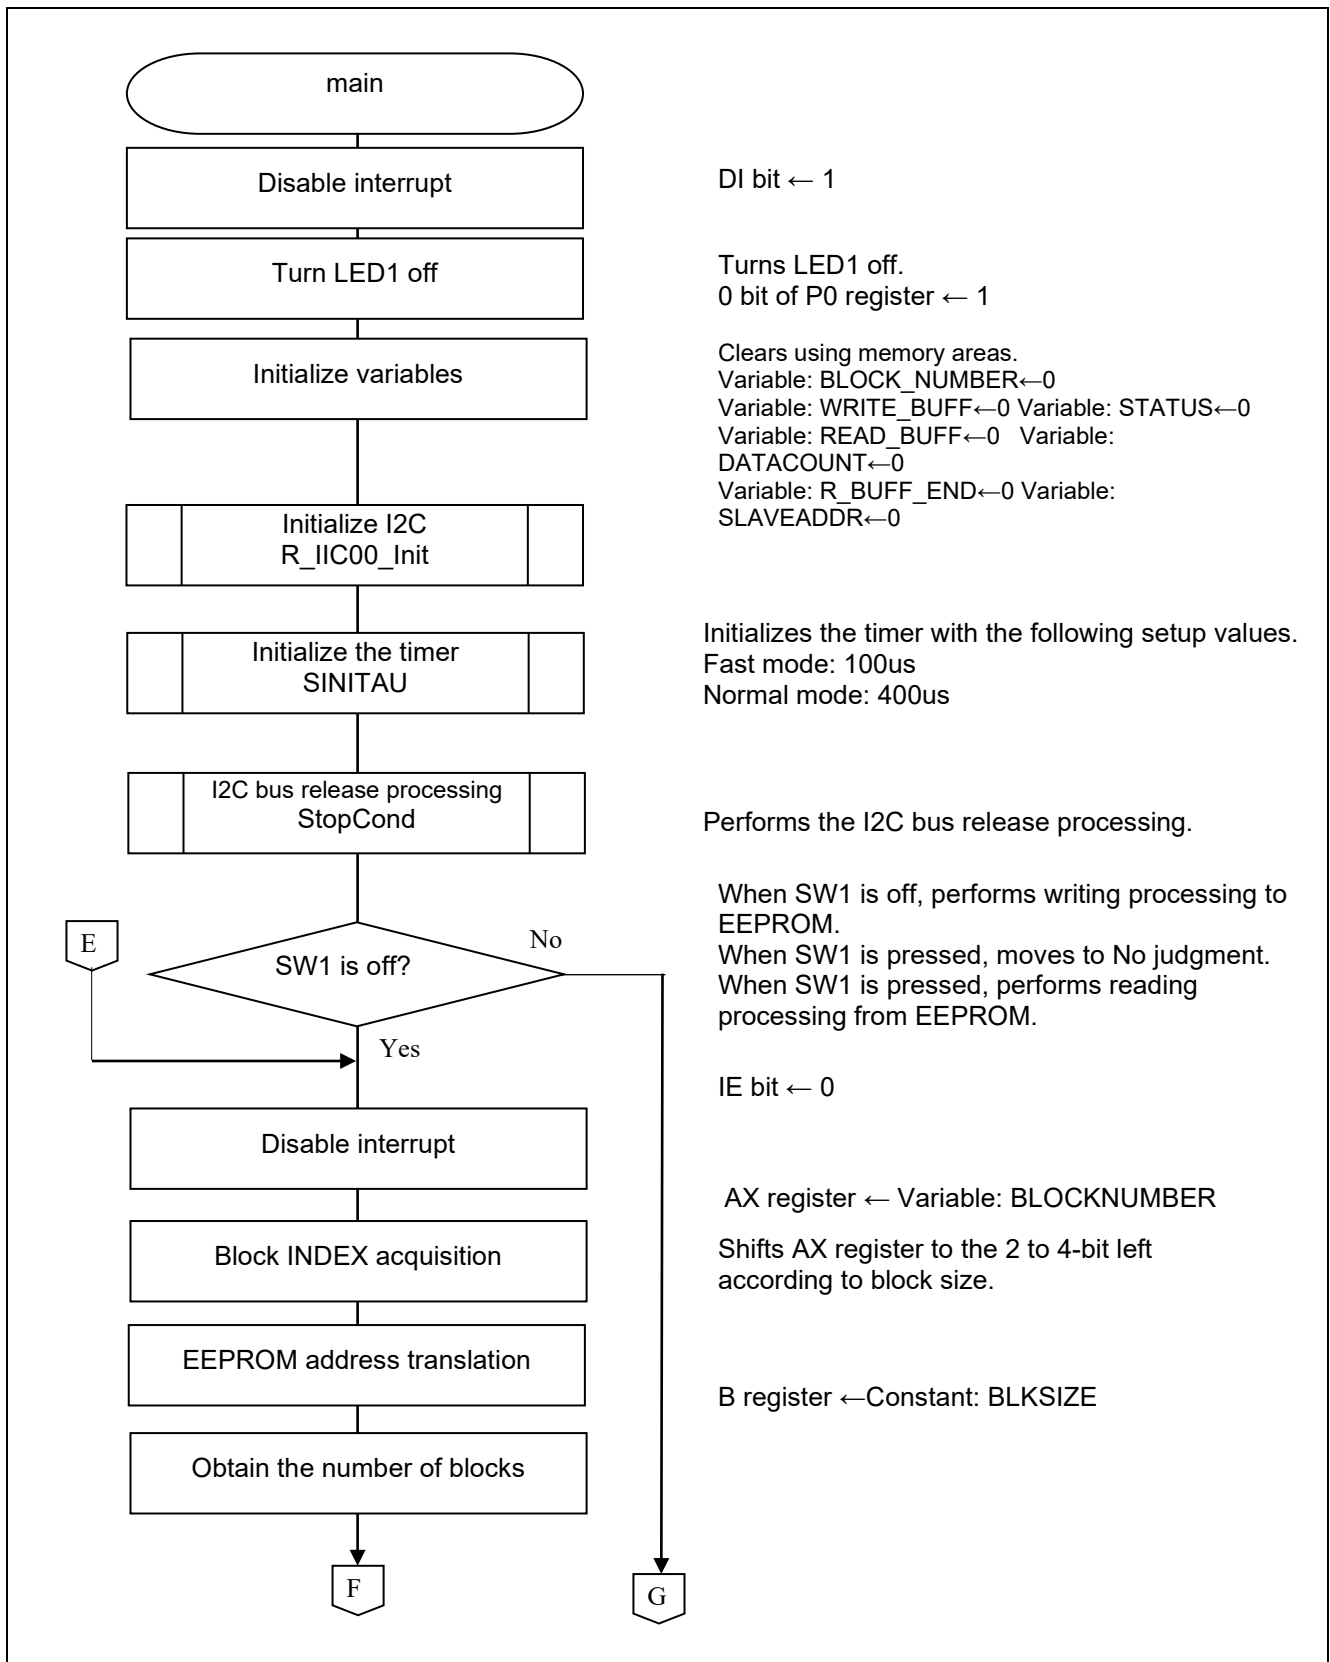 main
Disable interrupt
DI bit ← 1
Turn LED1 off
Turns LED1 off.
0 bit of P0 register ← 1
Initialize variables
Clears using memory areas.
Variable: BLOCK_NUMBER←0
Variable: WRITE_BUFF←0 Variable: STATUS←0
Variable: READ_BUFF←0 Variable:
DATACOUNT←0
Variable: R_BUFF_END←0 Variable:
SLAVEADDR←0
Initialize I2C
R_IIC00_Init
Initialize the timer
SINITAU
Initializes the timer with the following setup values.
Fast mode: 100us
Normal mode: 400us
I2C bus release processing
StopCond
Performs the I2C bus release processing.
E
SW1 is off?
No
Yes
When SW1 is off, performs writing processing to
EEPROM.
When SW1 is pressed, moves to No judgment.
When SW1 is pressed, performs reading
processing from EEPROM.
IE bit ← 0
Disable interrupt
AX register ← Variable: BLOCKNUMBER
Block INDEX acquisition
Shifts AX register to the 2 to 4-bit left
according to block size.
EEPROM address translation
B register ←Constant: BLKSIZE
Obtain the number of blocks
F
G